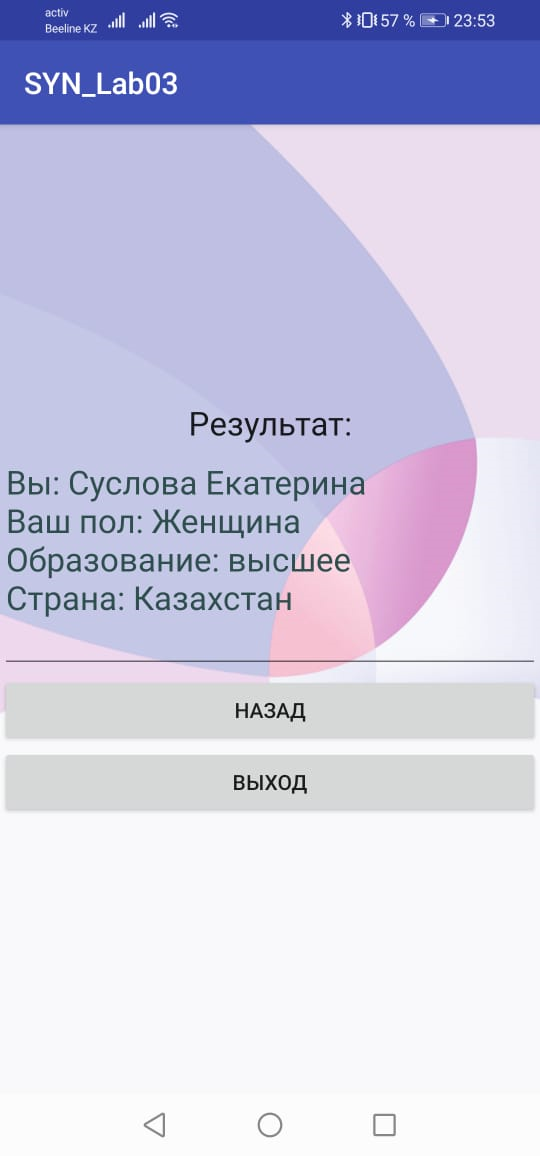 activ
Beeline KZ
57 %
23:53
SYN_Lab03
Результат:
Вы: Суслова Екатерина
Ваш пол: Женщина
Образование: высшее
Страна: Казахстан
НАЗАД
ВЫХОД